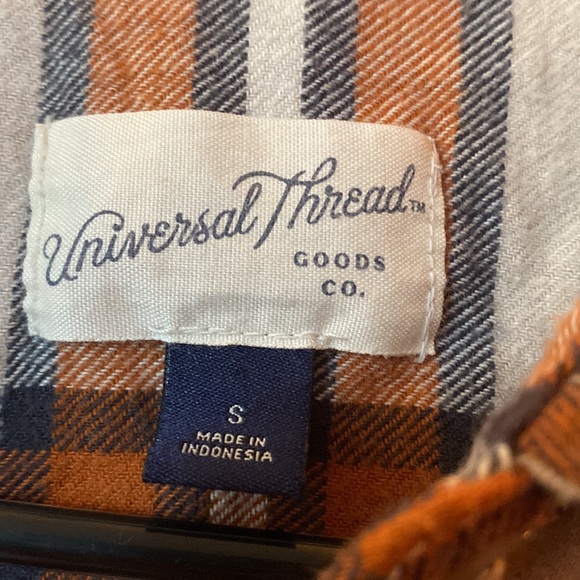 Universal Thread™
GOODS
CO.
S
MADE IN
INDONESIA